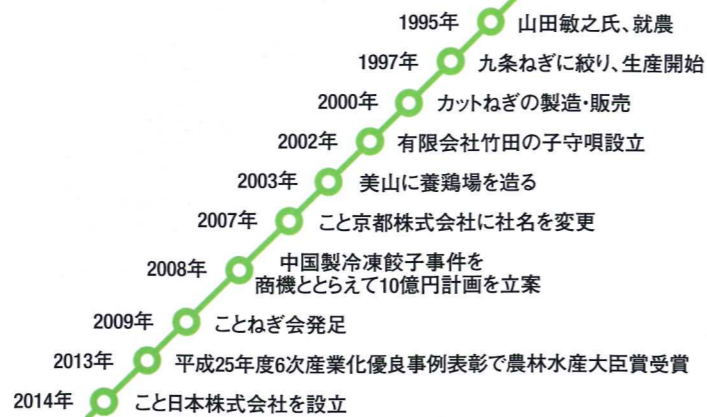 1995年 山田敏之氏、就農
1997年 九条ねぎに絞り、生産開始
2000年 カットねぎの製造・販売
2002年 有限会社竹田の子守唄設立
2003年 美山に養鶏場を造る
2007年 こと京都株式会社に社名を変更
2008年 中国製冷凍餃子事件を
商機ととらえて10億円計画を立案
2009年 ことねぎ会発足
2013年 平成25年度6次産業化優良事例表彰で農林水産大臣賞受賞
2014年 こと日本株式会社を設立